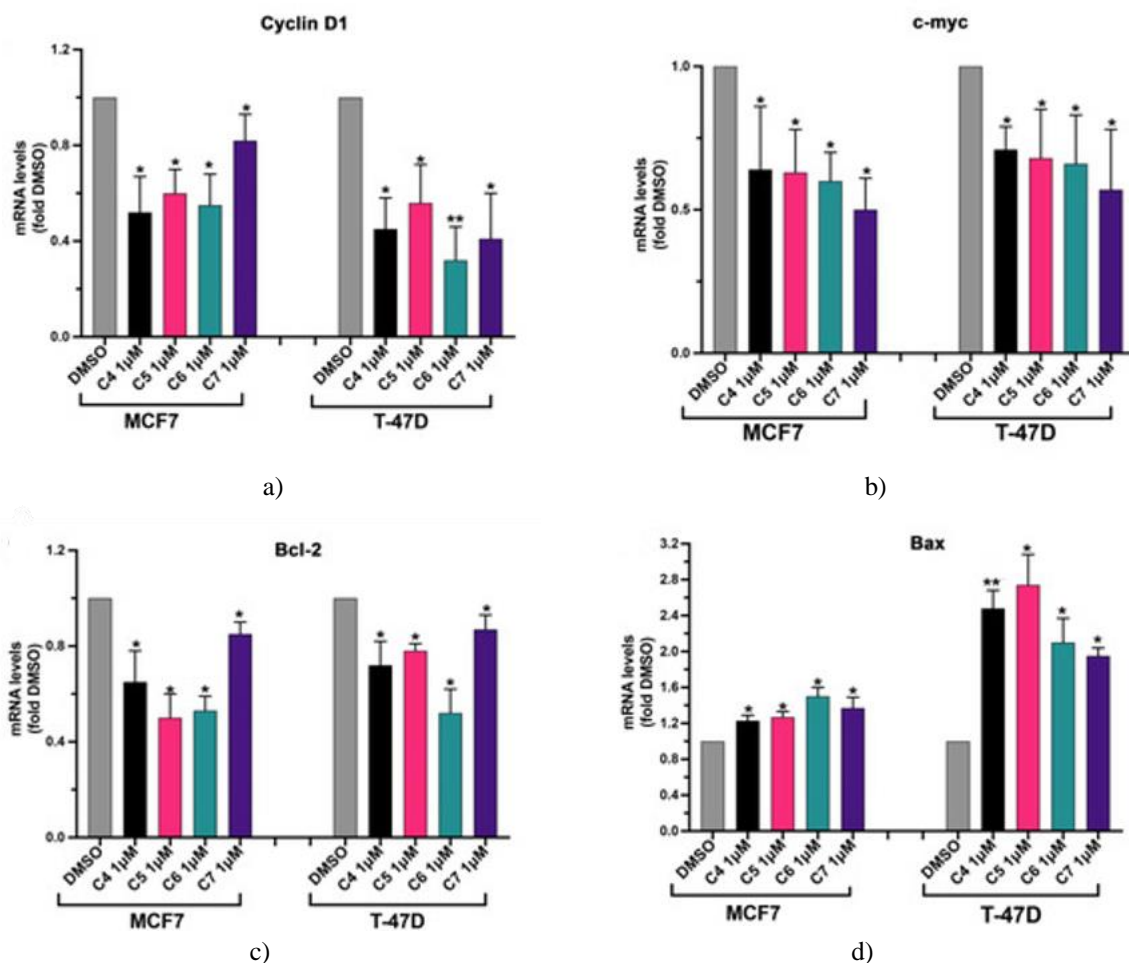 Cyclin D1
mRNA levels
(fold DMSO)
1.2
0.8
0.4
0.0
*
*
*
*
*
*
**
*
DMSO
C4 1µM
C5 1µM
C6 1µM
C7 1µM
DMSO
C4 1µM
C5 1µM
C6 1µM
C7 1µM
MCF7
T-47D
a)
c-myc
mRNA levels
(fold DMSO)
1.0
0.5
0.0
*
*
*
*
*
*
*
*
DMSO
C4 1µM
C5 1µM
C6 1µM
C7 1µM
DMSO
C4 1µM
C5 1µM
C6 1µM
C7 1µM
MCF7
T-47D
b)
Bcl-2
mRNA levels
(fold DMSO)
1.2
0.8
0.4
0.0
*
*
*
*
*
*
*
*
DMSO
C4 1µM
C5 1µM
C6 1µM
C7 1µM
DMSO
C4 1µM
C5 1µM
C6 1µM
C7 1µM
MCF7
T-47D
c)
Bax
mRNA levels
(fold DMSO)
3.2
2.8
2.4
2.0
1.6
1.2
0.8
0.4
0.0
*
*
*
*
**
*
*
*
DMSO
C4 1µM
C5 1µM
C6 1µM
C7 1µM
DMSO
C4 1µM
C5 1µM
C6 1µM
C7 1µM
MCF7
T-47D
d)